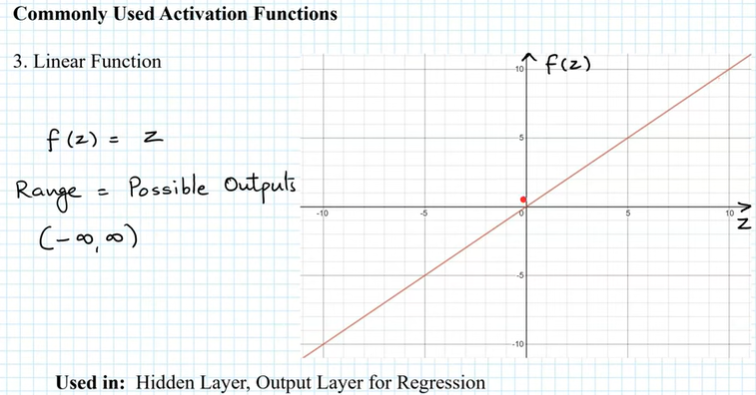 Commonly Used Activation Functions
3. Linear Function
f(z) = z
Range = Possible Outputs
(-∞, ∞)
f(z)
10
5
-10
-5
0
5
10
z
-5
-10
Used in: Hidden Layer, Output Layer for Regression